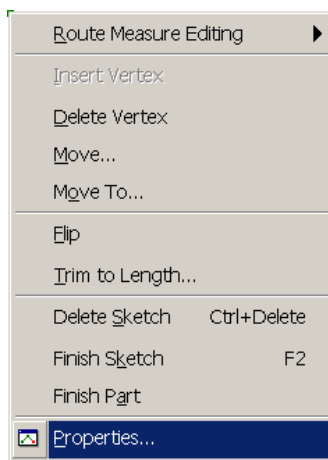 Route Measure Editing
Insert Vertex
Delete Vertex
Move...
Move To...
Flip
Trim to Length...
Delete Sketch Ctrl+Delete
Finish Sketch F2
Finish Part
Properties...